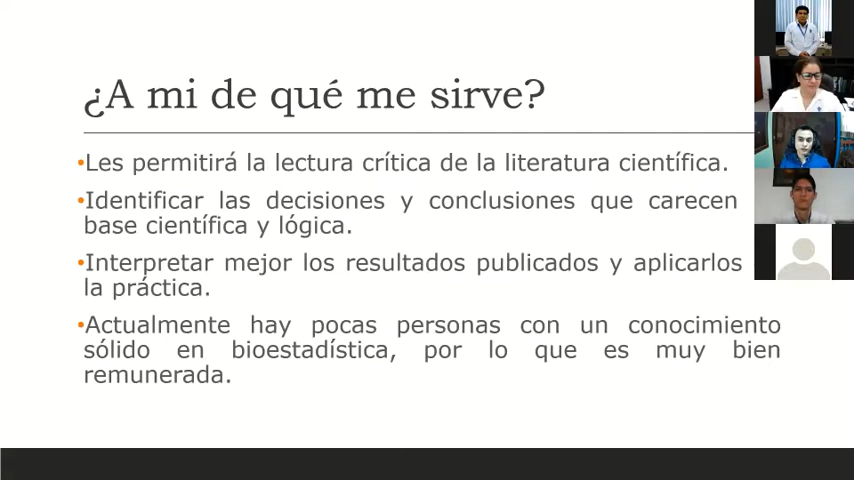 ¿A mi de qué me sirve?
•Les permitirá la lectura crítica de la literatura científica.
•Identificar las decisiones y conclusiones que carecen
base científica y lógica.
•Interpretar mejor los resultados publicados y aplicarlos
la práctica.
•Actualmente hay pocas personas con un conocimiento
sólido en bioestadística, por lo que es muy bien
remunerada.